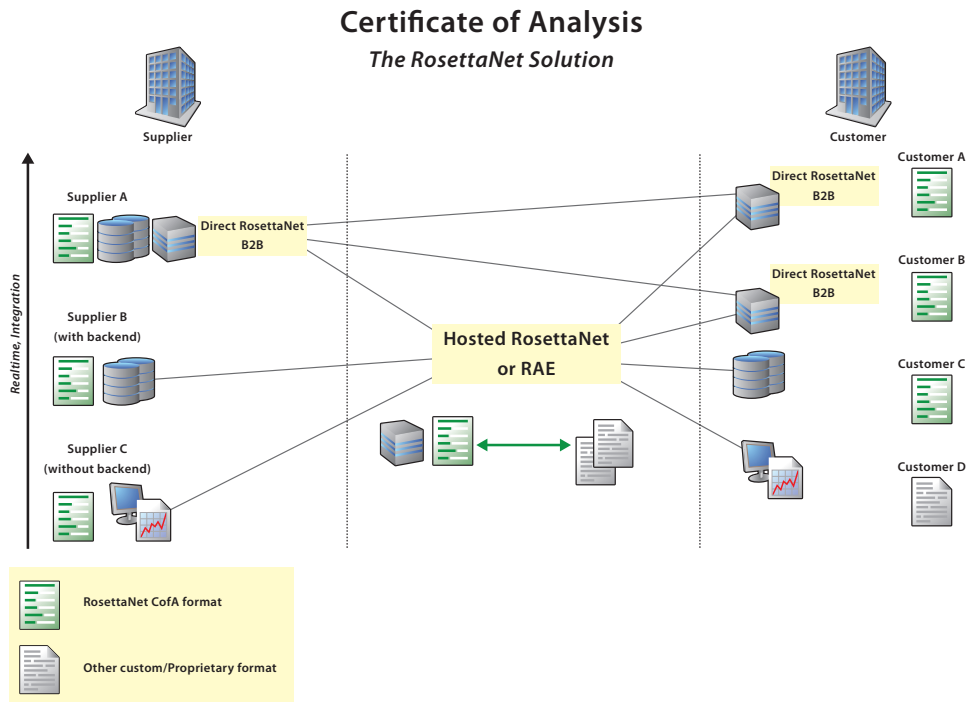 Certificate of Analysis
The RosettaNet Solution
Supplier
Customer
Realtime, Integration
Supplier A
Direct RosettaNet
B2B
Supplier B
(with backend)
Supplier C
(without backend)
Hosted RosettaNet
or RAE
Direct RosettaNet
B2B
Customer A
Direct RosettaNet
B2B
Customer B
Customer C
Customer D
RosettaNet CofA format
Other custom/Proprietary format